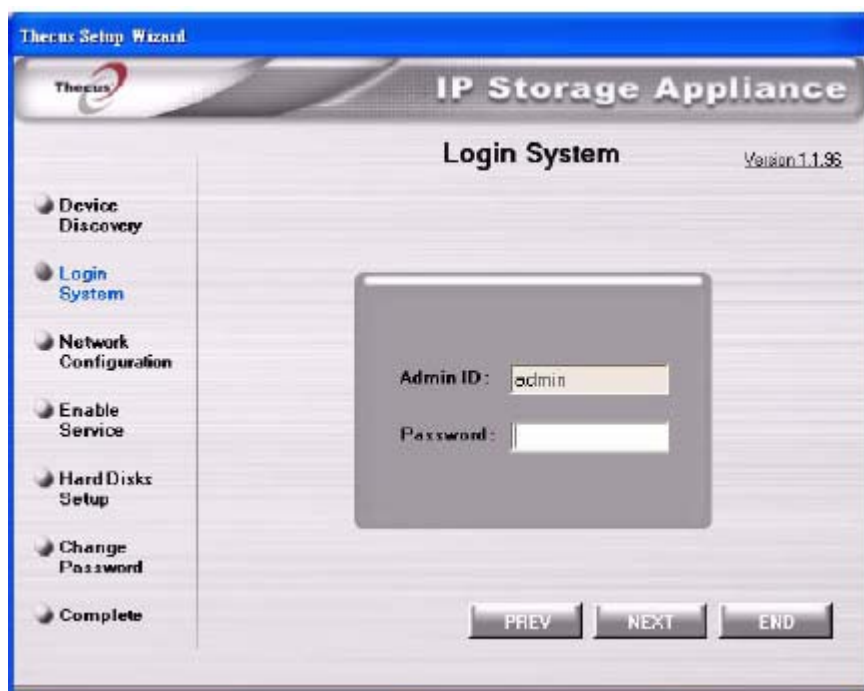 Thecus Setup Wizard
Thecus
IP Storage Appliance
Login System
Version 1.1.96
Device
Discovery
Login
System
Network
Configuration
Enable
Service
Hard Disks
Setup
Change
Password
Complete
Admin ID :
admin
Password :
PREV
NEXT
END